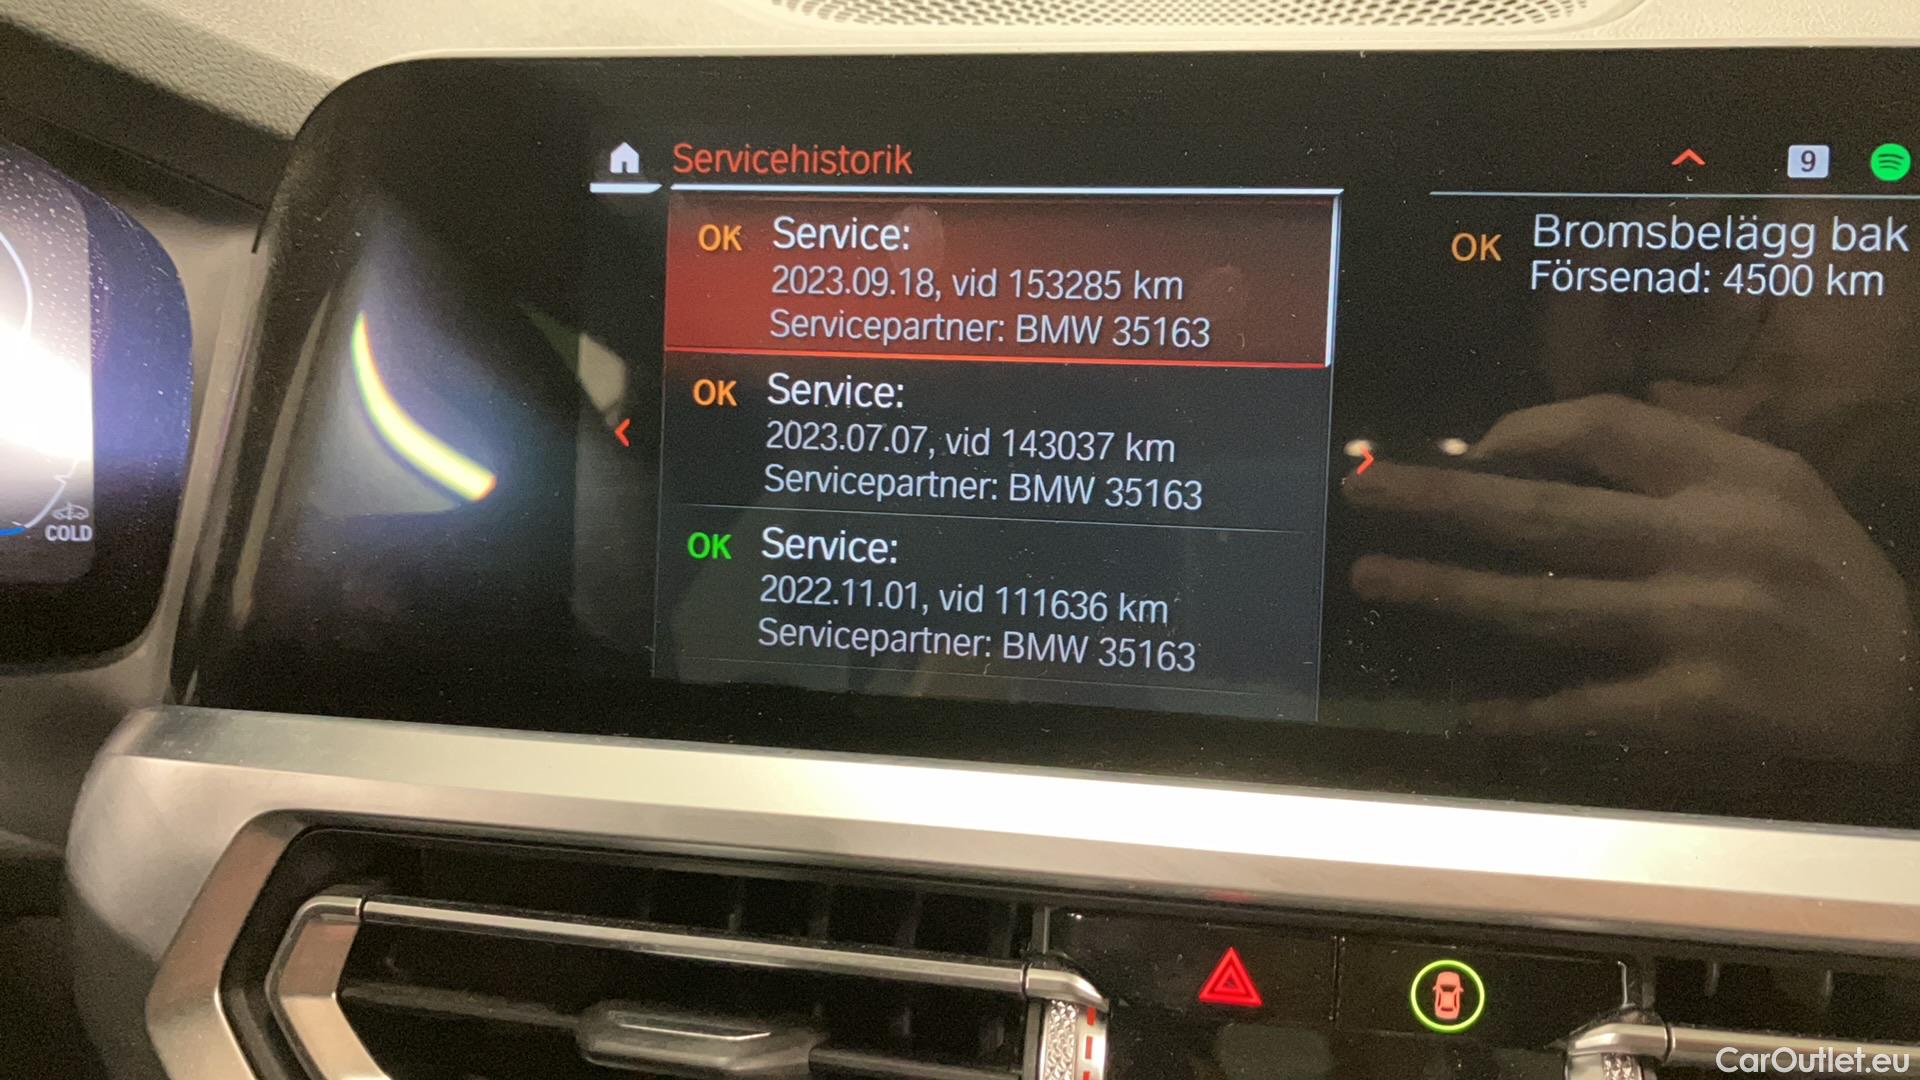 Servicehistorik
9
OK Service:
2023.09.18, vid 153285 km
Servicepartner: BMW 35163
OK Service:
2023.07.07, vid 143037 km
Servicepartner: BMW 35163
OK Service:
2022.11.01, vid 111636 km
Servicepartner: BMW 35163
OK Bromsbelägg bak
Försenad: 4500 km
COLD
CarOutlet.eu